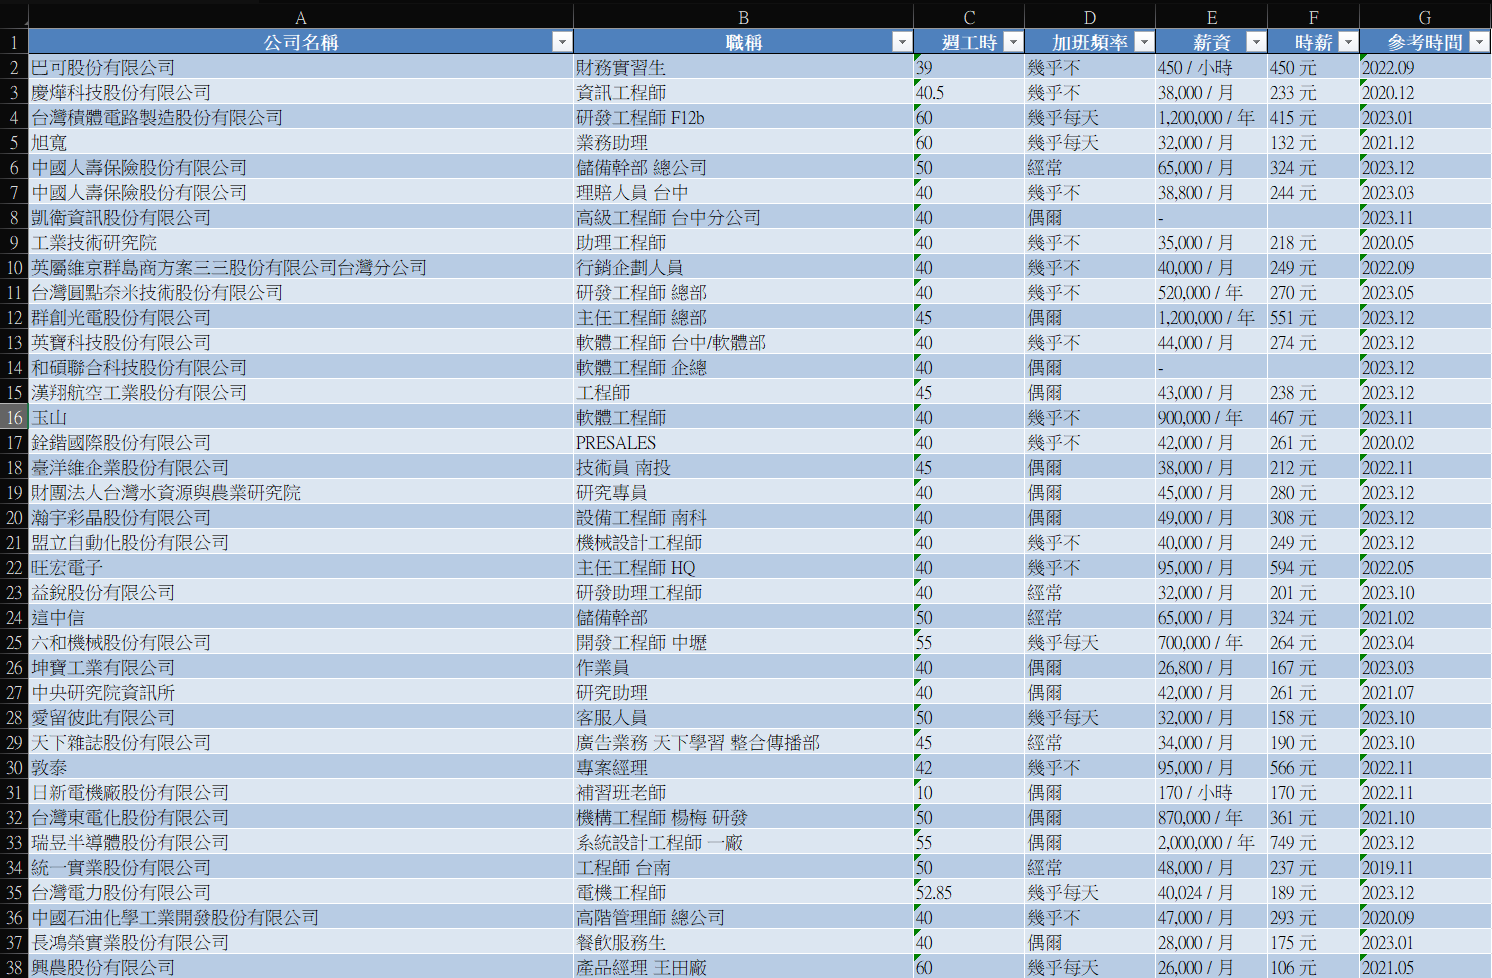 A B C D E F G
1 公司名稱 職稱 週工時 加班頻率 薪資 時薪 參考時間
2 巴可股份有限公司 財務實習生 39 幾乎不 450 / 小時 450 元 2022.09
3 慶燁科技股份有限公司 資訊工程師 40.5 幾乎不 38,000 / 月 233 元 2020.12
4 台灣積體電路製造股份有限公司 研發工程師 F12b 60 幾乎每天 1,200,000 / 年 415 元 2023.01
5 旭寬 業務助理 60 幾乎每天 32,000 / 月 132 元 2021.12
6 中國人壽保險股份有限公司 儲備幹部 總公司 50 經常 65,000 / 月 324 元 2023.12
7 中國人壽保險股份有限公司 理賠人員 台中 40 幾乎不 38,800 / 月 244 元 2023.03
8 凱衛資訊股份有限公司 高級工程師 台中分公司 40 偶爾 - 2023.11
9 工業技術研究院 助理工程師 40 幾乎不 35,000 / 月 218 元 2020.05
10 英屬維京群島商方案三三股份有限公司台灣分公司 行銷企劃人員 40 幾乎不 40,000 / 月 249 元 2022.09
11 台灣圓點奈米技術股份有限公司 研發工程師 總部 40 幾乎不 520,000 / 年 270 元 2023.05
12 群創光電股份有限公司 主任工程師 總部 45 偶爾 1,200,000 / 年 551 元 2023.12
13 英寶科技股份有限公司 軟體工程師 台中/軟體部 40 幾乎不 44,000 / 月 274 元 2023.12
14 和碩聯合科技股份有限公司 軟體工程師 企總 40 偶爾 - 2023.12
15 漢翔航空工業股份有限公司 工程師 45 偶爾 43,000 / 月 238 元 2023.12
16 玉山 軟體工程師 40 幾乎不 900,000 / 年 467 元 2023.11
17 銓鍇國際股份有限公司 PRESALES 40 幾乎不 42,000 / 月 261 元 2020.02
18 臺洋維企業股份有限公司 技術員 南投 45 偶爾 38,000 / 月 212 元 2022.11
19 財團法人台灣水資源與農業研究院 研究專員 40 偶爾 45,000 / 月 280 元 2023.12
20 瀚宇彩晶股份有限公司 設備工程師 南科 40 偶爾 49,000 / 月 308 元 2023.12
21 盟立自動化股份有限公司 機械設計工程師 40 幾乎不 40,000 / 月 249 元 2023.12
22 旺宏電子 主任工程師 HQ 40 幾乎不 95,000 / 月 594 元 2022.05
23 益銳股份有限公司 研發助理工程師 40 經常 32,000 / 月 201 元 2023.10
24 這中信 儲備幹部 50 經常 65,000 / 月 324 元 2021.02
25 六和機械股份有限公司 開發工程師 中壢 55 幾乎每天 700,000 / 年 264 元 2023.04
26 坤寶工業有限公司 作業員 40 偶爾 26,800 / 月 167 元 2023.03
27 中央研究院資訊所 研究助理 40 偶爾 42,000 / 月 261 元 2021.07
28 愛留彼此有限公司 客服人員 50 幾乎每天 32,000 / 月 158 元 2023.10
29 天下雜誌股份有限公司 廣告業務 天下學習 整合傳播部 45 經常 34,000 / 月 190 元 2023.10
30 敦泰 專案經理 42 幾乎不 95,000 / 月 566 元 2022.11
31 日新電機廠股份有限公司 補習班老師 10 偶爾 170 / 小時 170 元 2022.11
32 台灣東電化股份有限公司 機構工程師 楊梅 研發 50 偶爾 870,000 / 年 361 元 2021.10
33 瑞昱半導體股份有限公司 系統設計工程師 一廠 55 偶爾 2,000,000 / 年 749 元 2023.12
34 統一實業股份有限公司 工程師 台南 50 經常 48,000 / 月 237 元 2019.11
35 台灣電力股份有限公司 電機工程師 52.85 幾乎每天 40,024 / 月 189 元 2023.12
36 中國石油化學工業開發股份有限公司 高階管理師 總公司 40 幾乎不 47,000 / 月 293 元 2020.09
37 長鴻榮實業股份有限公司 餐飲服務生 40 偶爾 28,000 / 月 175 元 2023.01
38 興農股份有限公司 產品經理 王田廠 60 幾乎每天 26,000 / 月 106 元 2021.05